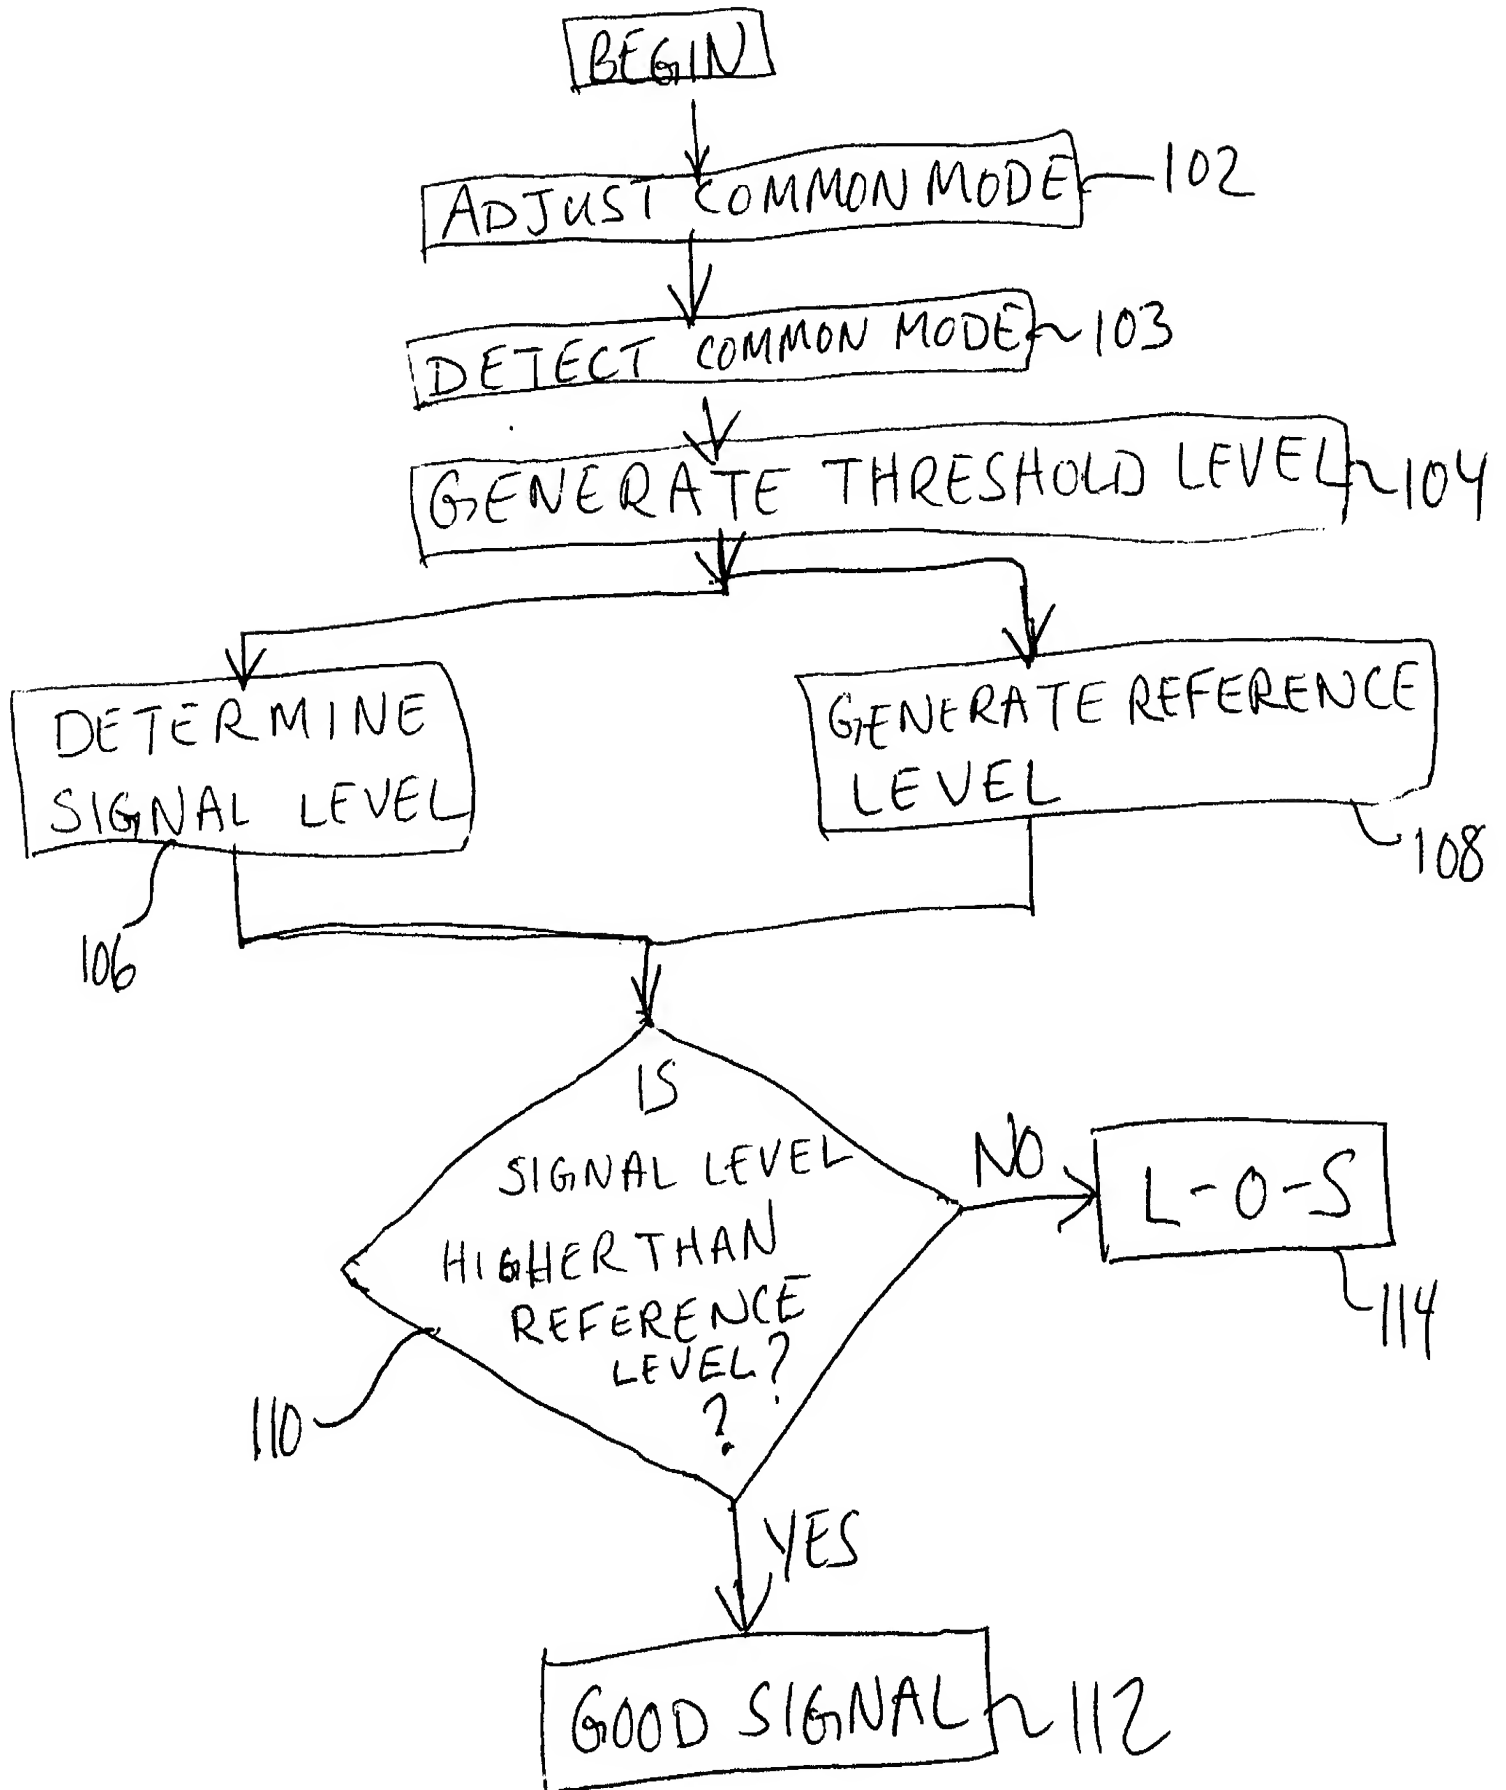 BEGIN
ADJUST COMMON MODE 102
DETECT COMMON MODE 103
GENERATE THRESHOLD LEVEL 104
DETERMINE
SIGNAL LEVEL
106
GENERATE REFERENCE
LEVEL
108
IS
SIGNAL LEVEL
HIGHER THAN
REFERENCE
LEVEL?
?
110
NO
L-O-S
114
YES
GOOD SIGNAL 112